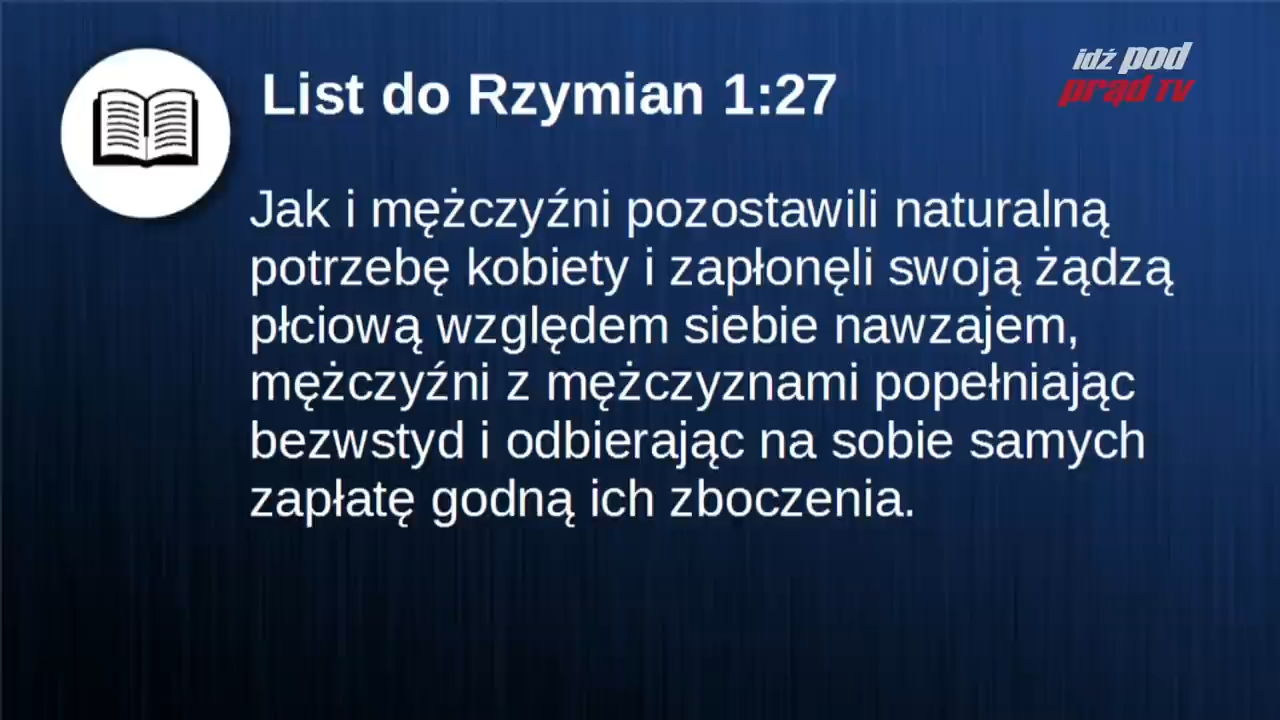 List do Rzymian 1:27
idź pod
prąd TV
Jak i mężczyźni pozostawili naturalną
potrzebę kobiety i zapłonęli swoją żądzą
płciową względem siebie nawzajem,
mężczyźni z mężczyznami popełniając
bezwstyd i odbierając na sobie samych
zapłatę godną ich zboczenia.